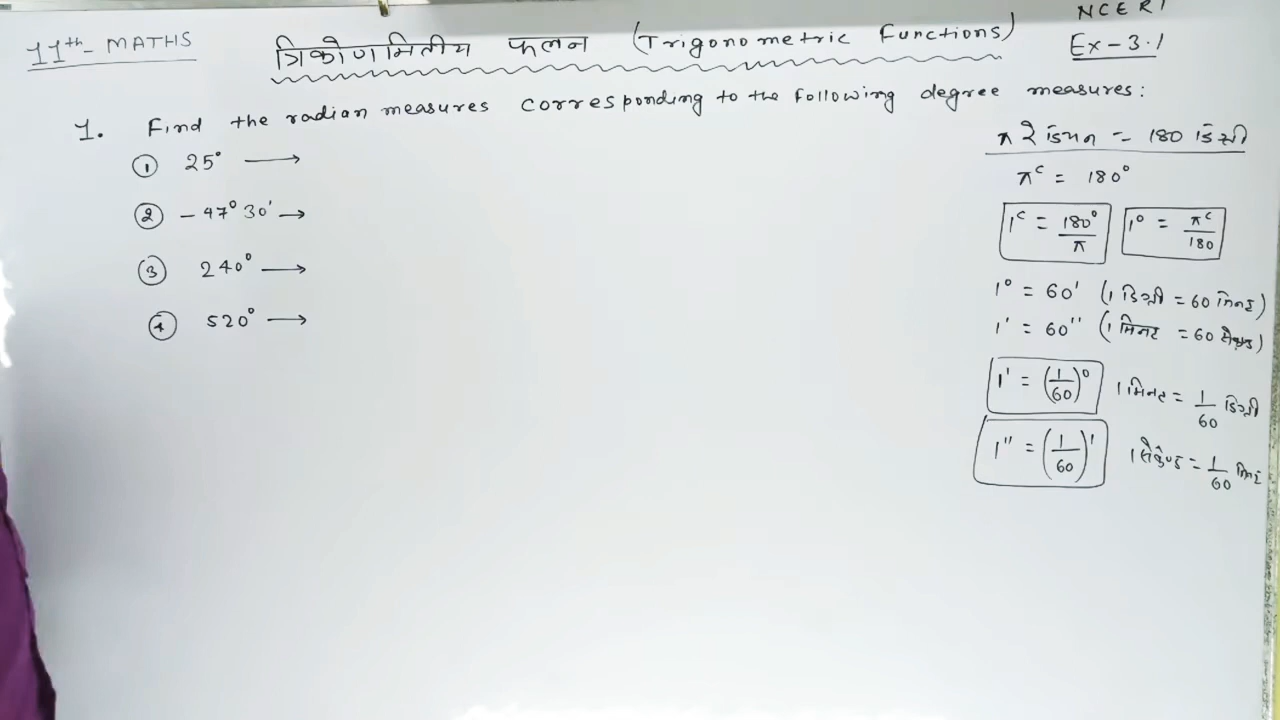 11th- MATHS
त्रिकोणमितीय फलन (Trigonometric Functions)
NCERT
Ex-3.1
1. Find the radian measures corresponding to the following degree measures:
① 25° ⟶
② -47° 30' →
③ 240° ⟶
④ 520° ⟶
π रेडियन = 180 डिग्री
πᶜ = 180°
1ᶜ = 180°/π 1° = πᶜ/180
1° = 60' (1 डिग्री = 60 मिनट)
1' = 60'' (1 मिनट = 60 सैकण्ड)
1' = (1/60)° 1 मिनट = 1/60 डिग्री
1'' = (1/60)' 1 सैकेण्ड = 1/60 मिनट